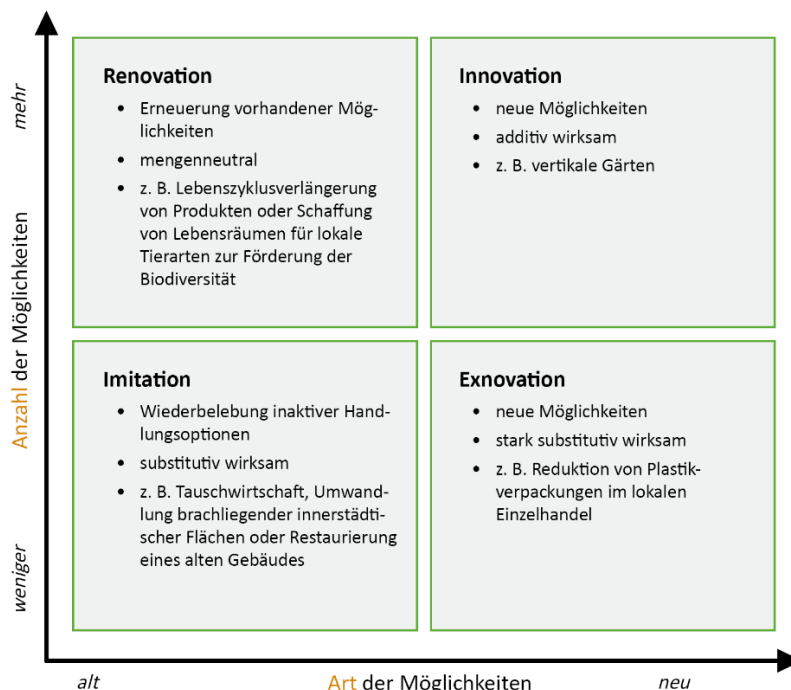 mehr
Anzahl der Möglichkeiten
weniger
Renovation
• Erneuerung vorhandener Mög-
lichkeiten
• mengenneutral
• z. B. Lebenszyklusverlängerung
von Produkten oder Schaffung
von Lebensräumen für lokale
Tierarten zur Förderung der
Biodiversität
Innovation
• neue Möglichkeiten
• additiv wirksam
• z. B. vertikale Gärten
Imitation
• Wiederbelebung inaktiver Hand-
lungsoptionen
• substitutiv wirksam
• z. B. Tauschwirtschaft, Umwand-
lung brachliegender innerstädti-
scher Flächen oder Restaurierung
eines alten Gebäudes
Exnovation
• neue Möglichkeiten
• stark substitutiv wirksam
• z. B. Reduktion von Plastik-
verpackungen im lokalen
Einzelhandel
alt
Art der Möglichkeiten
neu